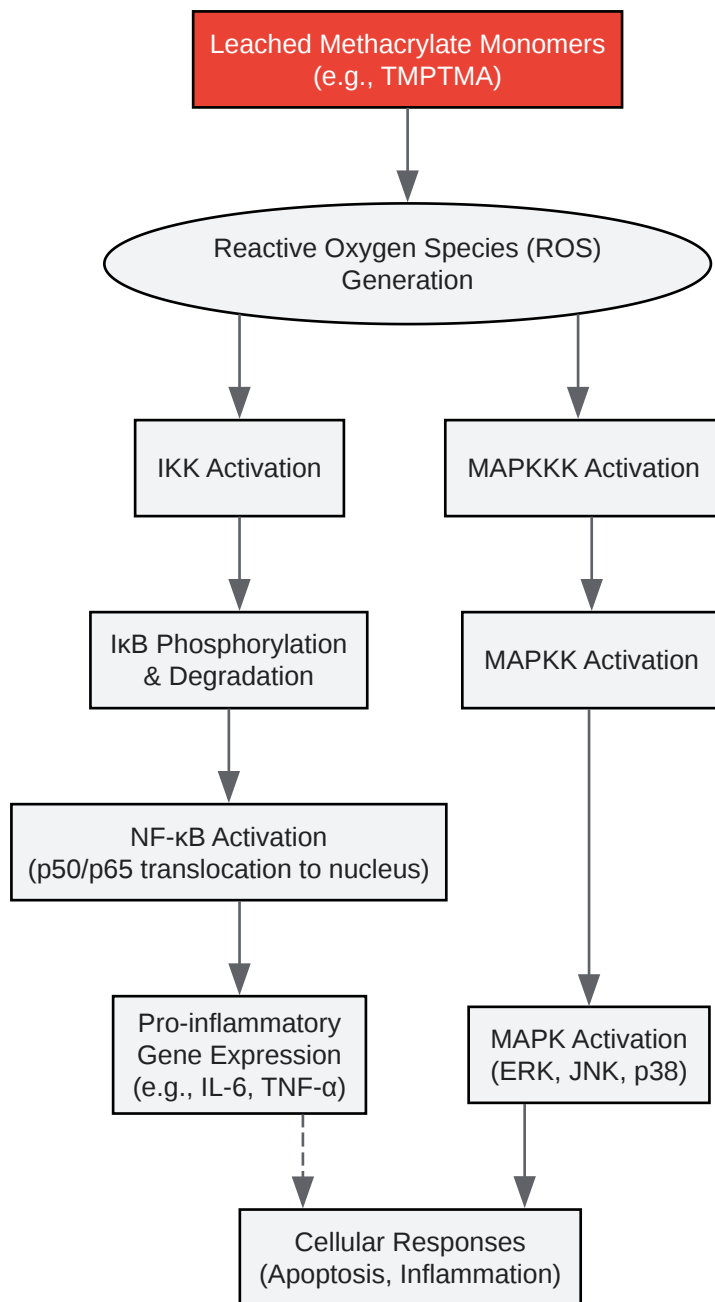 Leached Methacrylate Monomers
(e.g., TMPTMA)
Reactive Oxygen Species (ROS)
Generation
IKK Activation
MAPKKK Activation
IκB Phosphorylation
& Degradation
MAPKK Activation
NF-κB Activation
(p50/p65 translocation to nucleus)
Pro-inflammatory
Gene Expression
(e.g., IL-6, TNF-α)
MAPK Activation
(ERK, JNK, p38)
Cellular Responses
(Apoptosis, Inflammation)